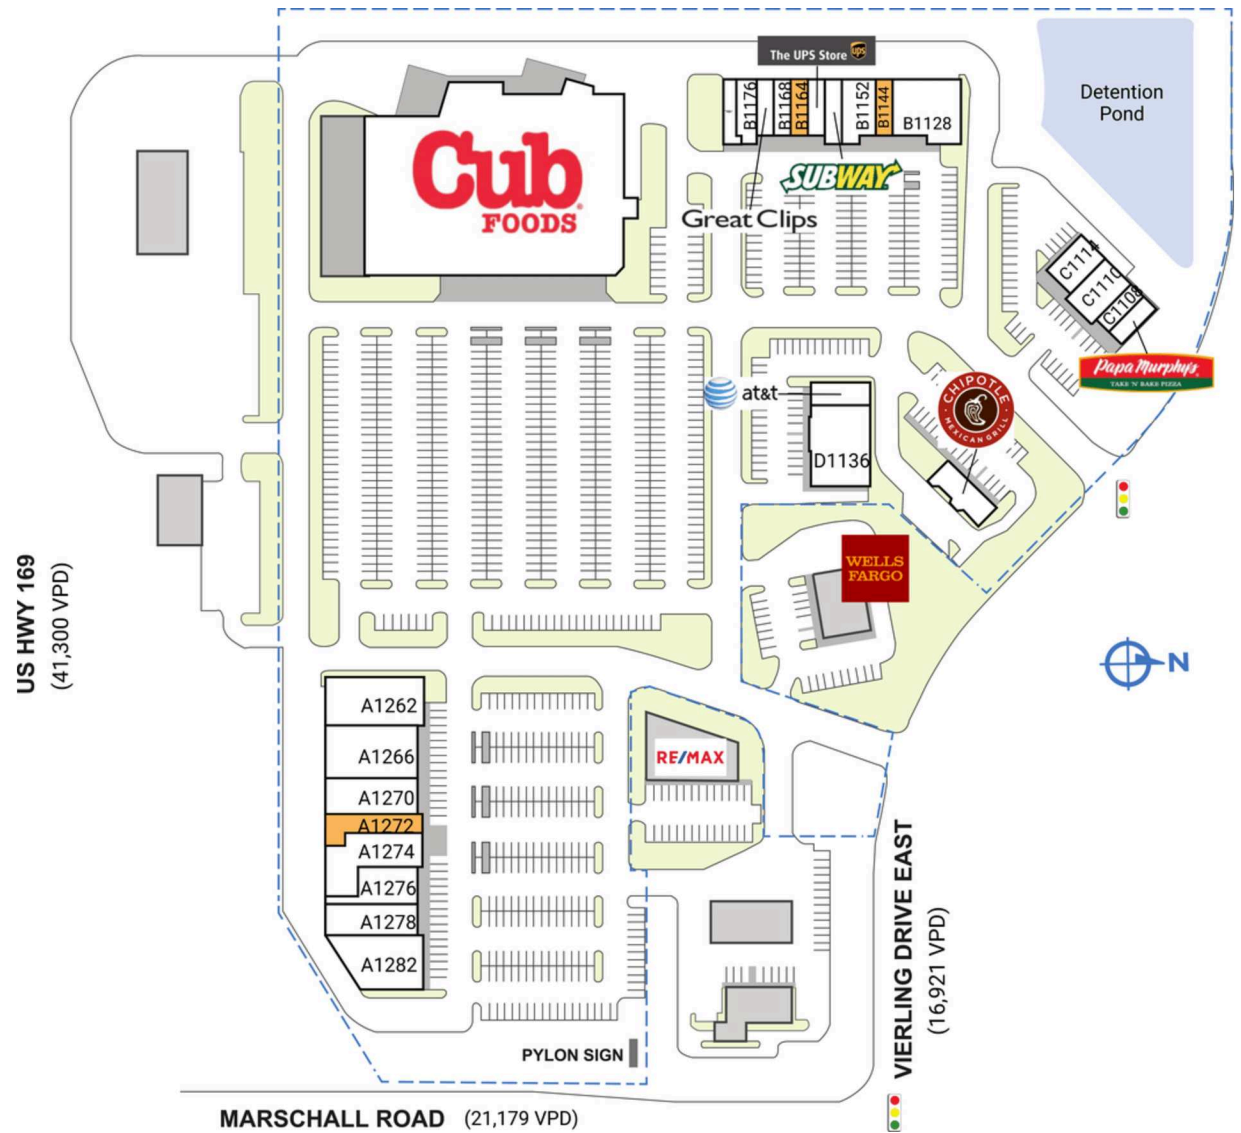 The UPS Store
ups
Detention
Pond
B1176
B1168
B1164
B1152
B1144
B1128
Cub
FOODS
SUBWAY
Great Clips
C1114
C1110
C1108
Papa Murphy's
TAKE 'N' BAKE PIZZA
CHIPOTLE
MEXICAN GRILL
at&t
D1136
WELLS
FARGO
US HWY 169
(41,300 VPD)
N
A1262
A1266
A1270
A1272
A1274
A1276
A1278
A1282
RE/MAX
VIERLING DRIVE EAST
(16,921 VPD)
PYLON SIGN
MARSCHALL ROAD (21,179 VPD)